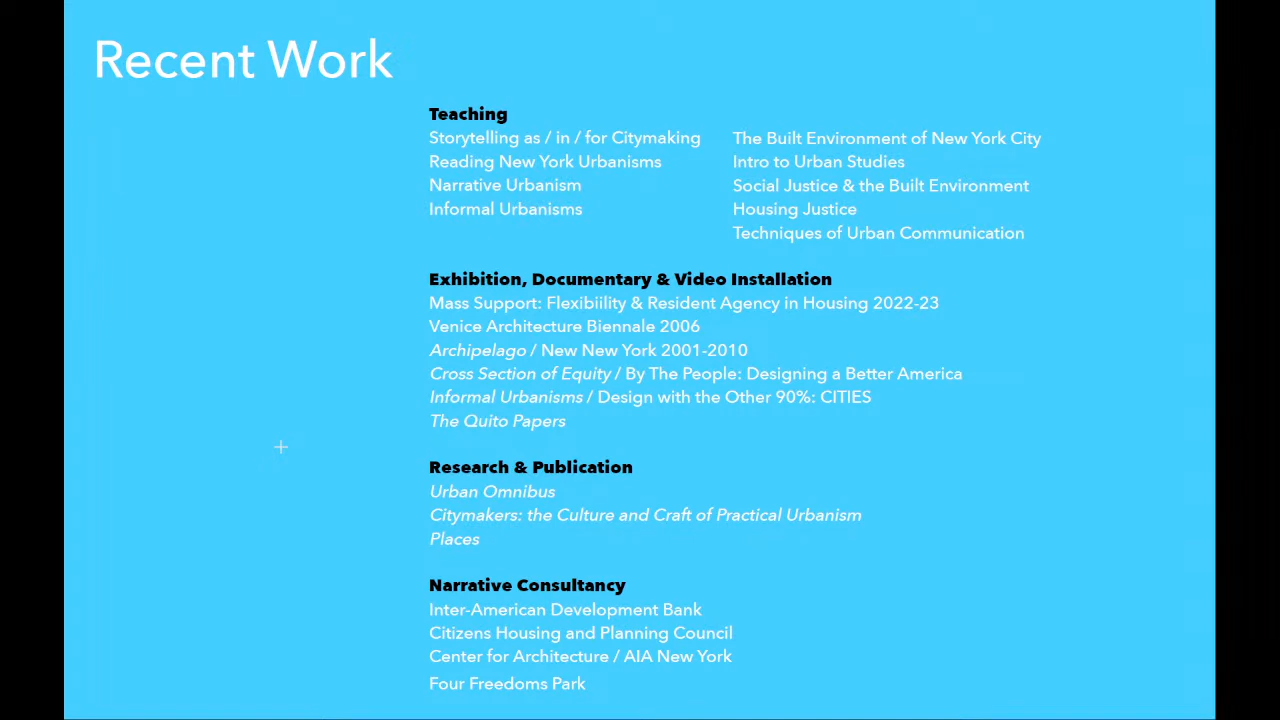 Recent Work
Teaching
Storytelling as / in / for Citymaking
Reading New York Urbanisms
Narrative Urbanism
Informal Urbanisms
The Built Environment of New York City
Intro to Urban Studies
Social Justice & the Built Environment
Housing Justice
Techniques of Urban Communication
Exhibition, Documentary & Video Installation
Mass Support: Flexibiility & Resident Agency in Housing 2022-23
Venice Architecture Biennale 2006
Archipelago / New New York 2001-2010
Cross Section of Equity / By The People: Designing a Better America
Informal Urbanisms / Design with the Other 90%: CITIES
The Quito Papers
Research & Publication
Urban Omnibus
Citymakers: the Culture and Craft of Practical Urbanism
Places
Narrative Consultancy
Inter-American Development Bank
Citizens Housing and Planning Council
Center for Architecture / AIA New York
Four Freedoms Park